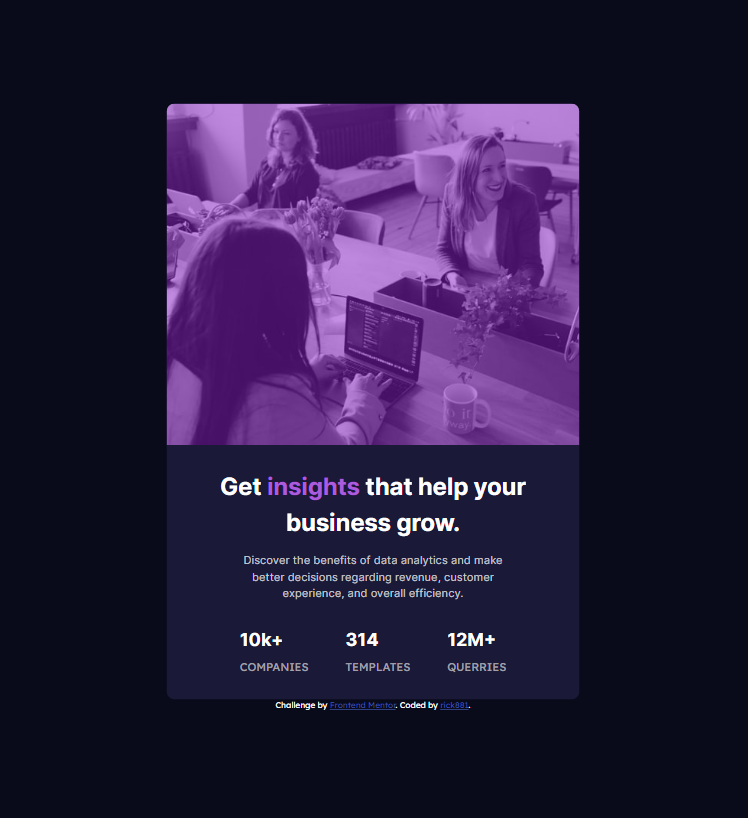 Get insights that help your
business grow.
Discover the benefits of data analytics and make
better decisions regarding revenue, customer
experience, and overall efficiency.
10k+ 314 12M+
COMPANIES TEMPLATES QUERRIES
Challenge by Frontend Mentor. Coded by rick881.